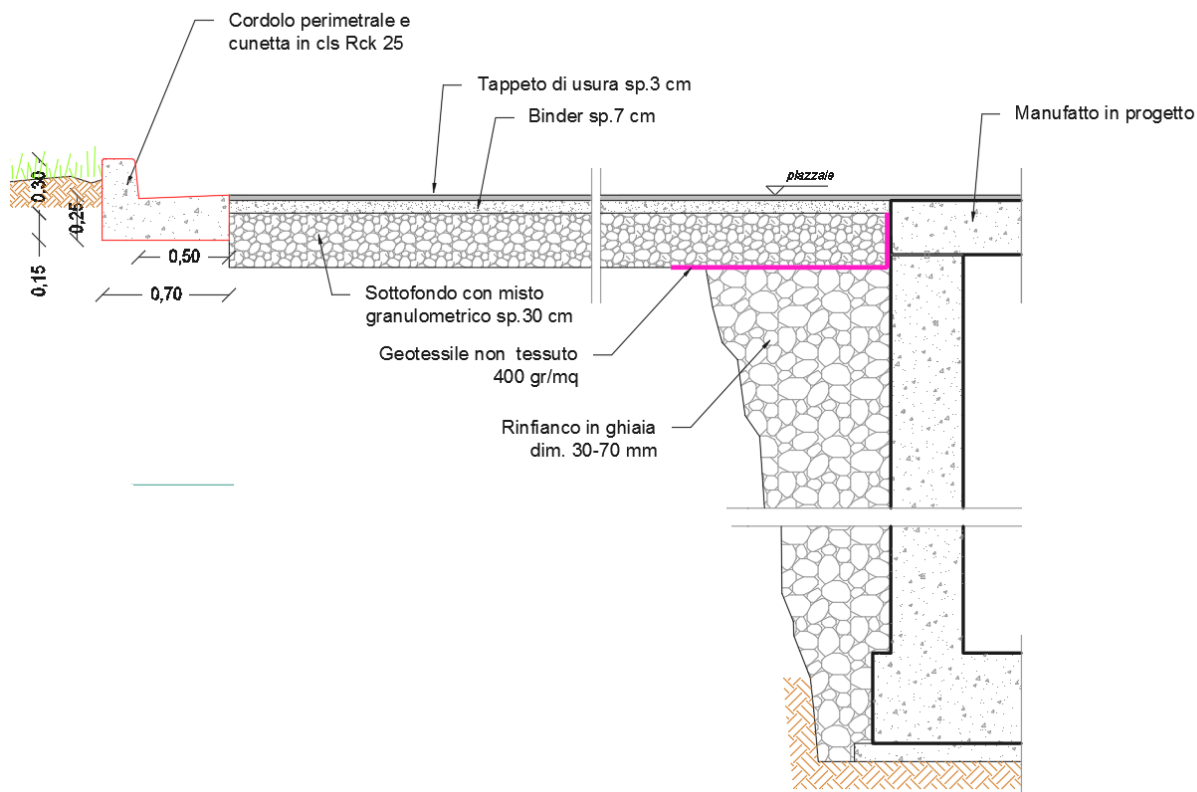 Cordolo perimetrale e
cunetta in cls Rck 25
Tappeto di usura sp.3 cm
Binder sp.7 cm
Manufatto in progetto
piazzale
0,30
0,25
0,15
0,50
0,70
Sottofondo con misto
granulometrico sp.30 cm
Geotessile non tessuto
400 gr/mq
Rinfianco in ghiaia
dim. 30-70 mm